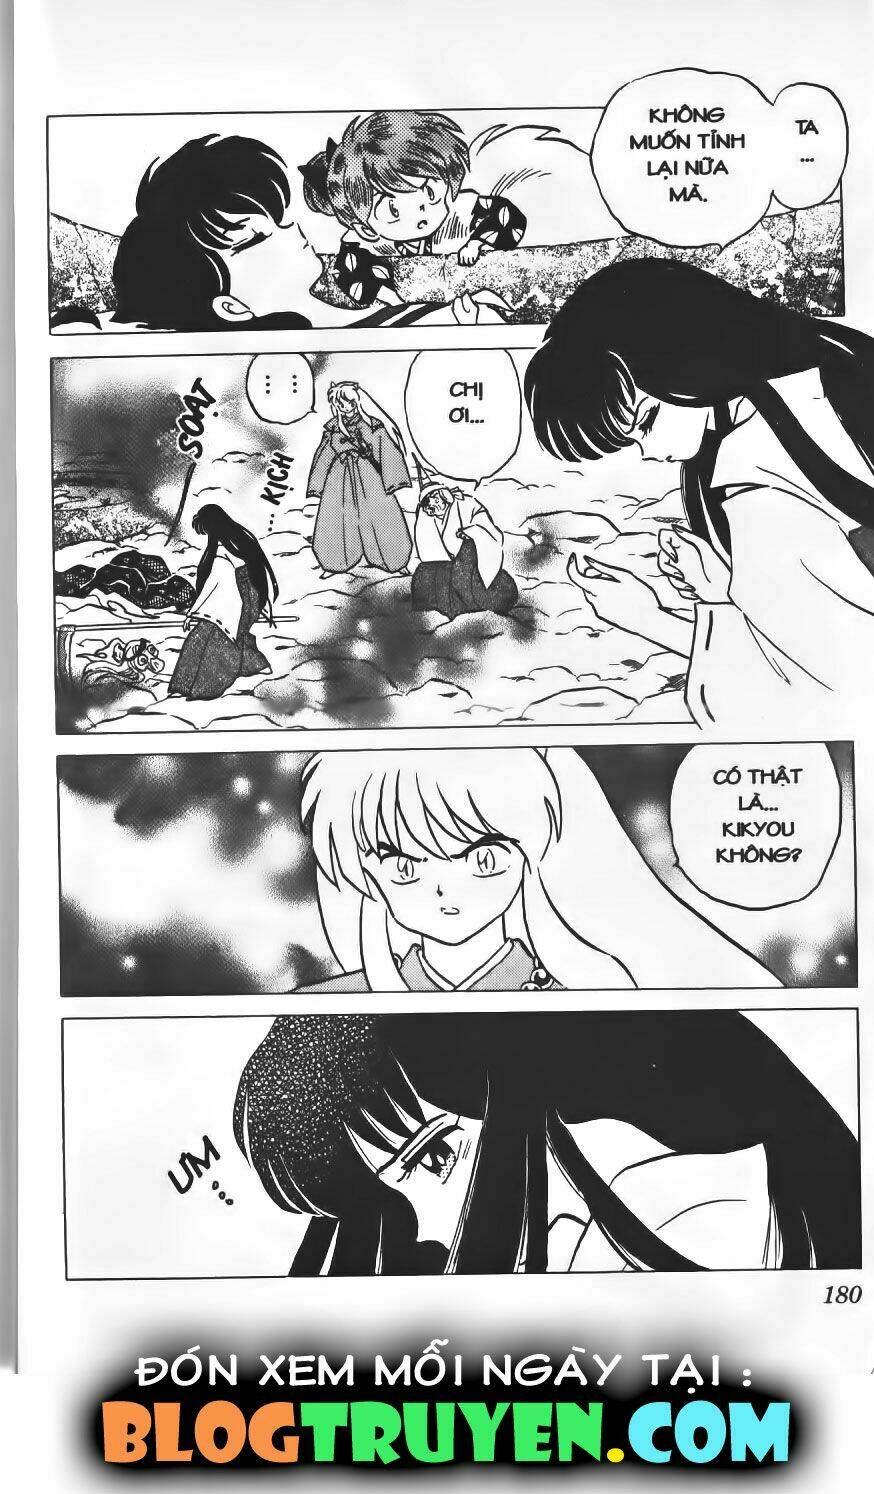 TA
...
KHÔNG
MUỐN TỈNH
LẠI NỮA
MÀ.
CHỊ
ƠI...
...
...
SOẠT
... KỊCH
CÓ THẬT
LÀ...
KIKYOU
KHÔNG?
ƯM
...
180
ĐÓN XEM MỖI NGÀY TẠI :
BLOGTRUYEN.COM